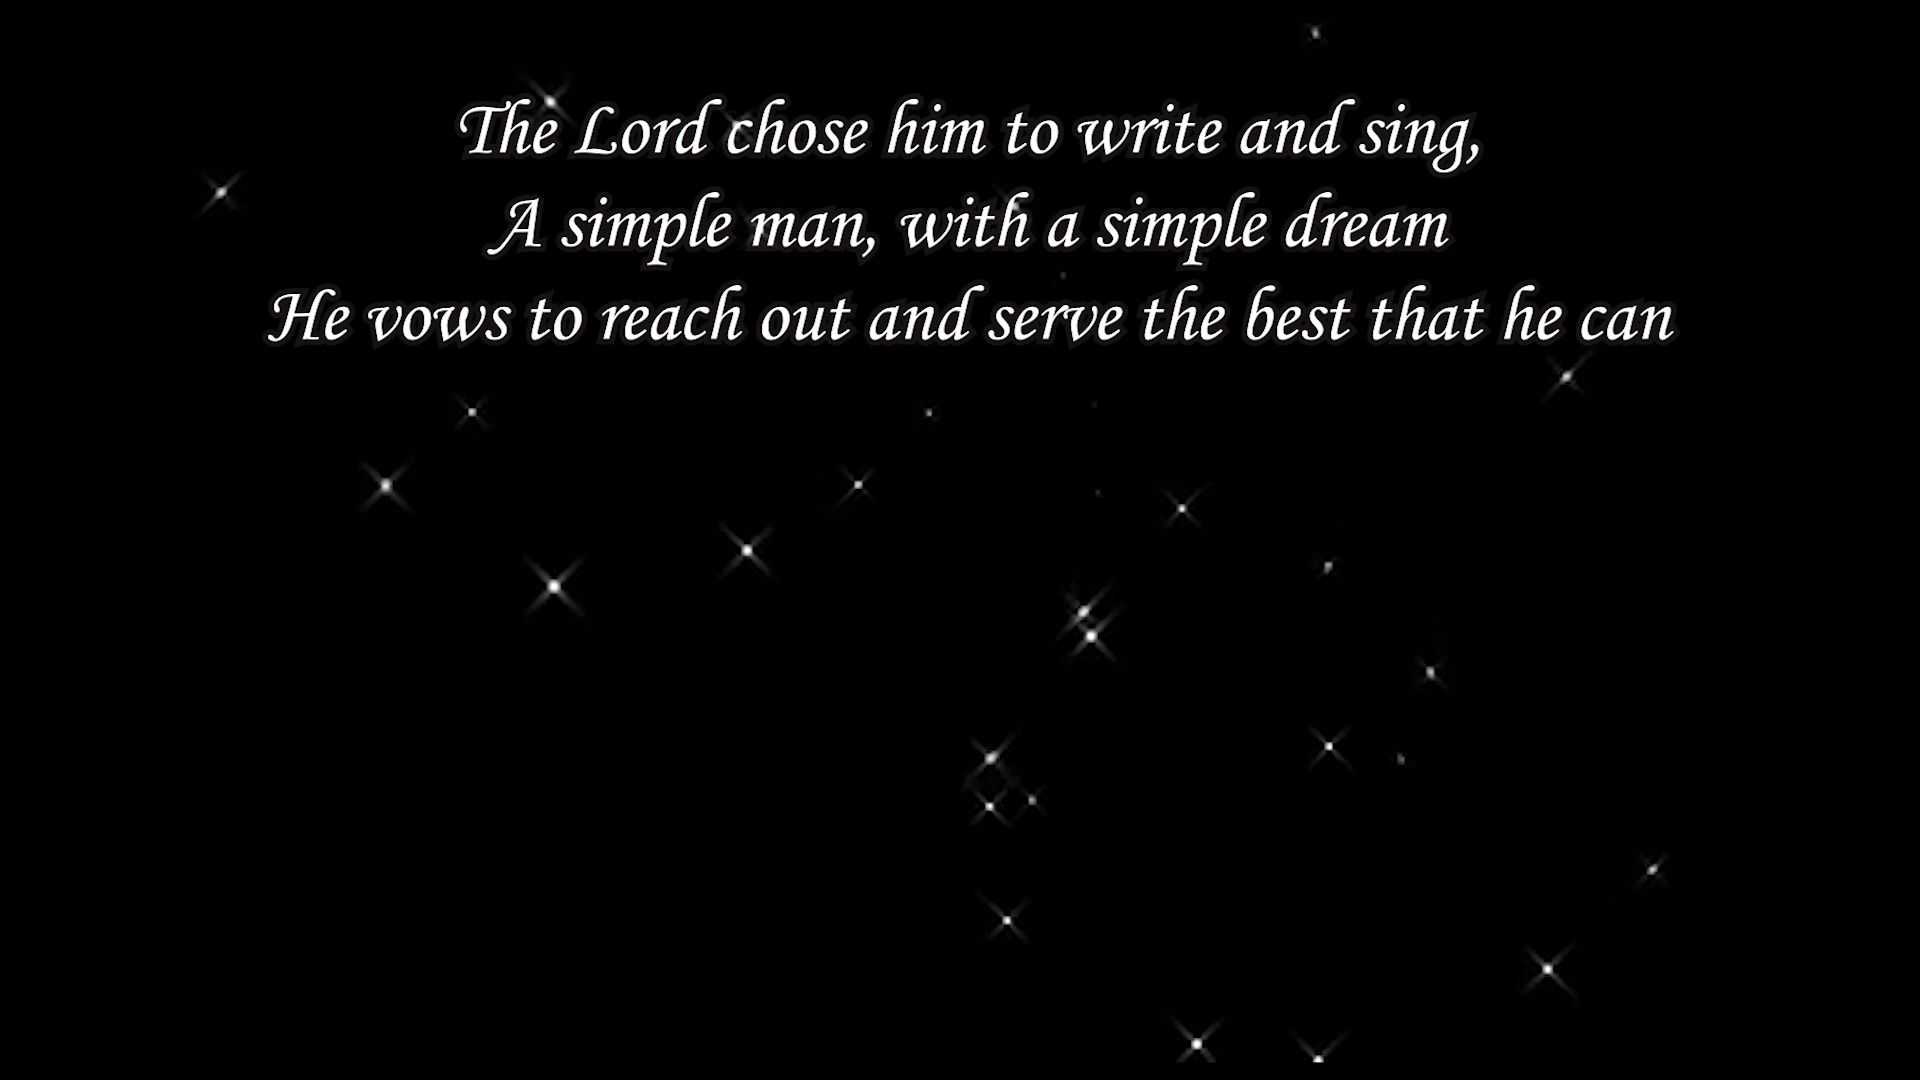 The Lord chose him to write and sing,
A simple man, with a simple dream
He vows to reach out and serve the best that he can